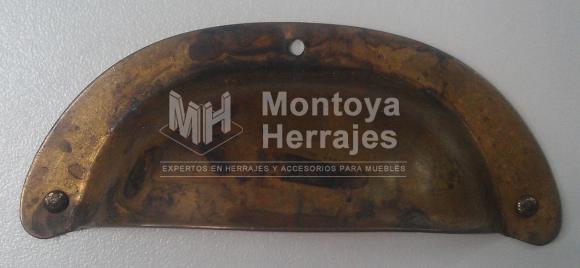 MH
Montoya
Herrajes
EXPERTOS EN HERRAJES Y ACCESORIOS PARA MUEBLES